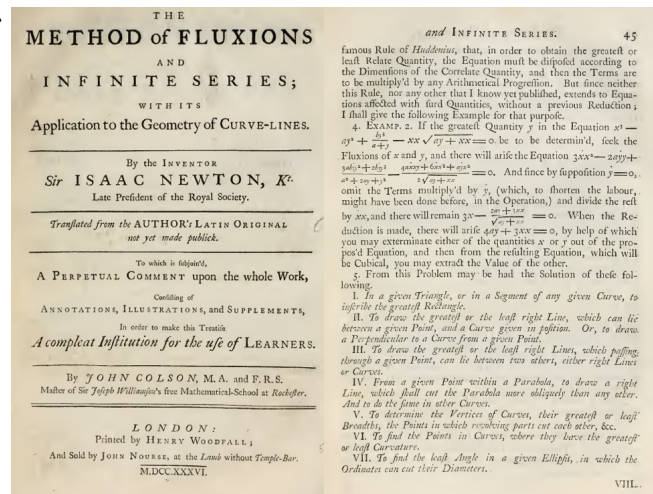 THE
METHOD of FLUXIONS
AND
INFINITE SERIES;
WITH ITS
Application to the Geometry of CURVE-LINES.
By the INVENTOR
Sir ISAAC NEWTON, Kt.
Late President of the Royal Society.
Translated from the AUTHOR's LATIN ORIGINAL
not yet made publick.
To which is subjoin'd,
A PERPETUAL COMMENT upon the whole Work,
Consisting of
ANNOTATIONS, ILLUSTRATIONS, and SUPPLEMENTS,
In order to make this Treatise
A compleat Institution for the use of LEARNERS.
By JOHN COLSON, M.A. and F.R.S.
Master of Sir Joseph Williamson's free Mathematical-School at Rochester.
LONDON:
Printed by HENRY WOODFALL;
And Sold by JOHN NOURSE, at the Lamb without Temple-Bar.
M.DCC.XXXVI.
and INFINITE SERIES. 45
famous Rule of Huddenius, that, in order to obtain the greatest or
least Relate Quantity, the Equation must be disposed according to
the Dimensions of the Correlate Quantity, and then the Terms are
to be multiply'd by any Arithmetical Progression. But since neither
this Rule, nor any other that I know yet published, extends to Equa-
tions affected with surd Quantities, without a previous Reduction;
I shall give the following Example for that purpose.
4. EXAMP. 2. If the greatest Quantity y in the Equation x³ —
ay² + by³/a+y — xx √ay + xx = 0. be to be determin'd, seek the
Fluxions of x and y, and there will arise the Equation 3ẋx² — 2aẏy +
= 0. And since by supposition ẏ = 0,
omit the Terms multiply'd by ẏ, (which, to shorten the labour,
might have been done before, in the Operation,) and divide the rest
by ẋx, and there will remain 3x — 2ay + 3xx/√ay + xx = 0. When the Re-
duction is made, there will arise 4ay + 3xx = 0, by help of which
you may exterminate either of the quantities x or y out of the pro-
pos'd Equation, and then from the resulting Equation, which will
be Cubical, you may extract the Value of the other.
5. From this Problem may be had the Solution of these fol-
lowing.
I. In a given Triangle, or in a Segment of any given Curve, to
inscribe the greatest Rectangle.
II. To draw the greatest or the least right Line, which can lie
between a given Point, and a Curve given in position. Or, to draw
a Perpendicular to a Curve from a given Point.
III. To draw the greatest or the least right Lines, which passing
through a given Point, can lie between two others, either right Lines
or Curves.
IV. From a given Point within a Parabola, to draw a right
Line, which shall cut the Parabola more obliquely than any other.
And to do the same in other Curves.
V. To determine the Vertices of Curves, their greatest or least
Breadths, the Points in which revolving parts cut each other, &c.
VI. To find the Points in Curves, where they have the greatest
or least Curvature.
VII. To find the least Angle in a given Ellipsis, in which the
Ordinates can cut their Diameters.
VIII.